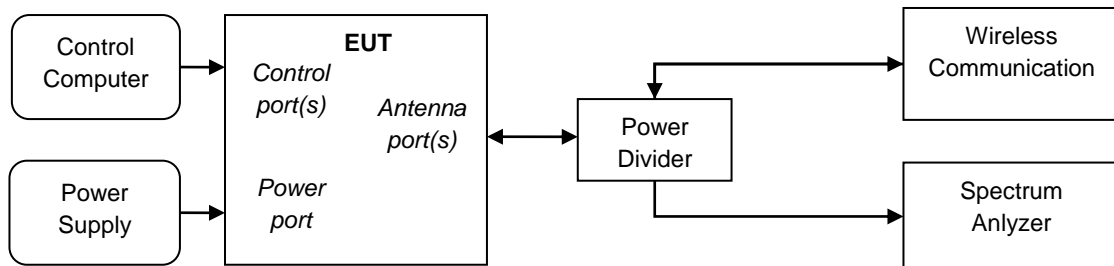 Control
Computer
Power
Supply
EUT
Control
port(s)
Antenna
port(s)
Power
port
Power
Divider
Wireless
Communication
Spectrum
Anlyzer